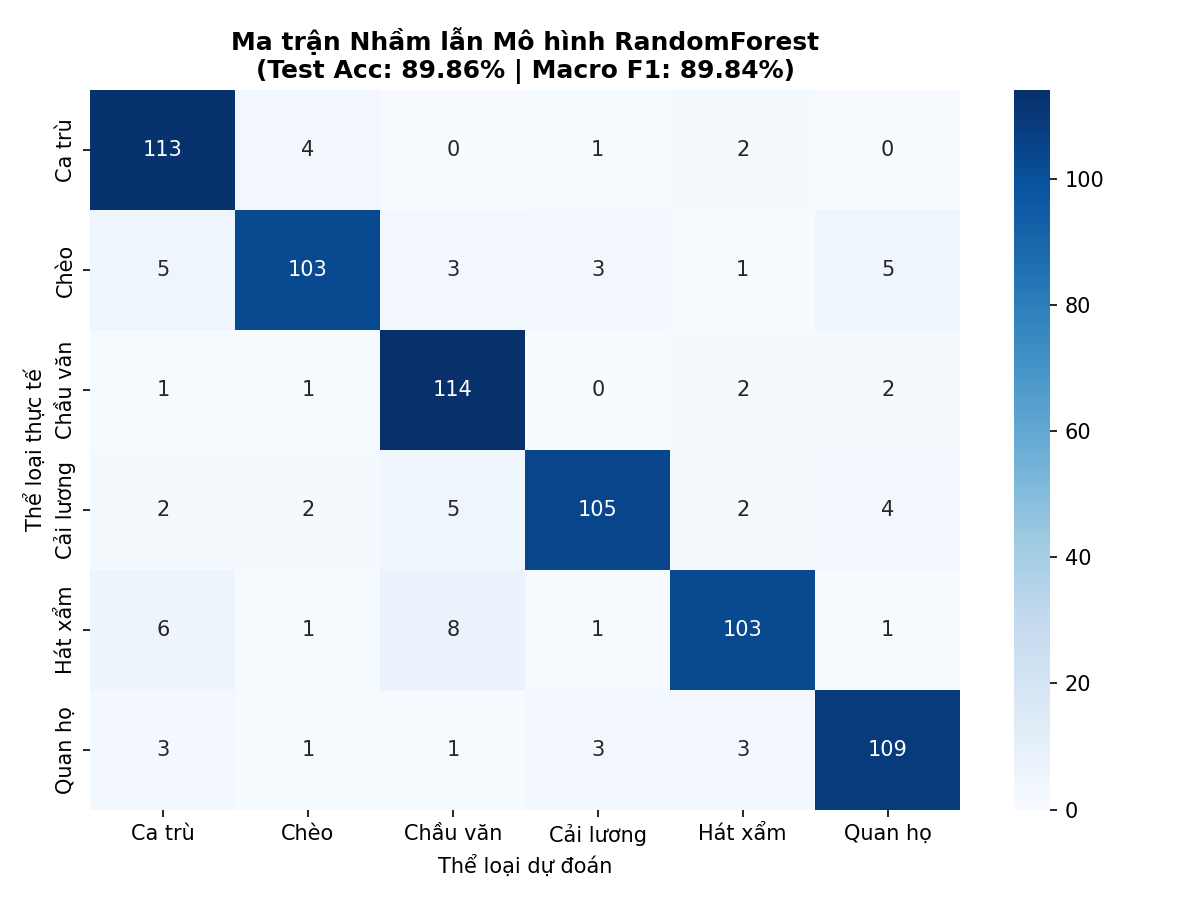 Ma trận Nhầm lẫn Mô hình RandomForest
(Test Acc: 89.86% | Macro F1: 89.84%)
Thể loại thực tế
Ca trù 113 4 0 1 2 0
Chèo 5 103 3 3 1 5
Chầu văn 1 1 114 0 2 2
Cải lương 2 2 5 105 2 4
Hát xẩm 6 1 8 1 103 1
Quan họ 3 1 1 3 3 109
Ca trù Chèo Chầu văn Cải lương Hát xẩm Quan họ
Thể loại dự đoán
100
80
60
40
20
0